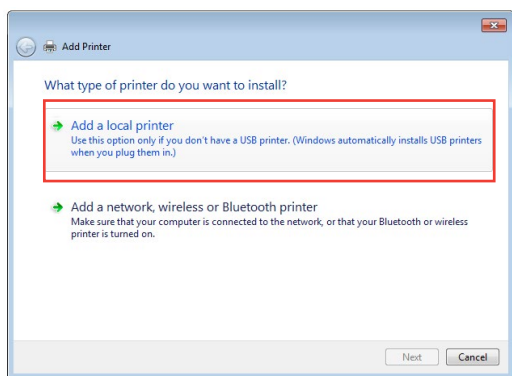 Add Printer
What type of printer do you want to install?
Add a local printer
Use this option only if you don't have a USB printer. (Windows automatically installs USB printers
when you plug them in.)
Add a network, wireless or Bluetooth printer
Make sure that your computer is connected to the network, or that your Bluetooth or wireless
printer is turned on.
Next Cancel